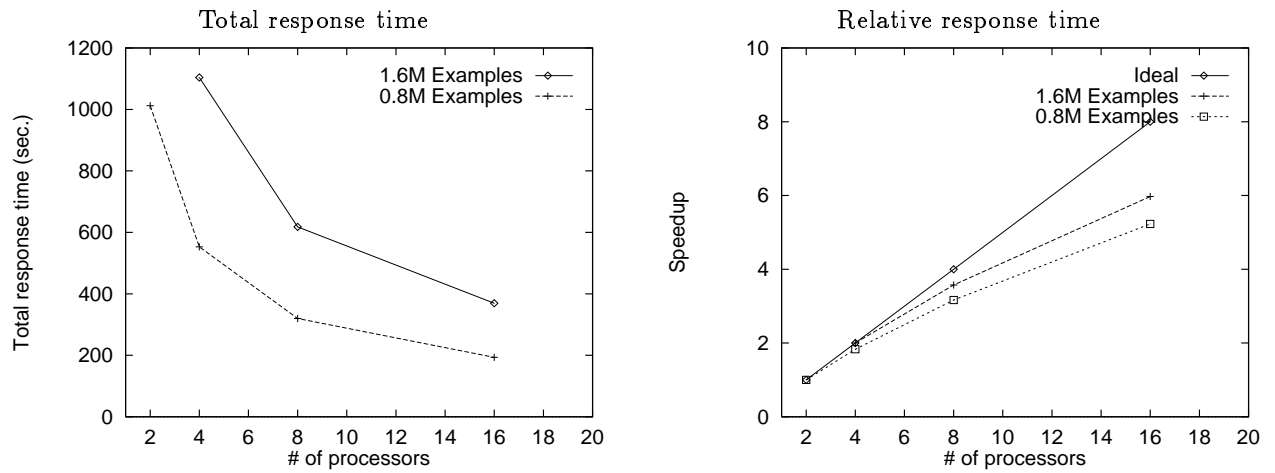 Total response time
1200
1000
800
600
400
200
0
Total response time (sec.)
1.6M Examples
0.8M Examples
2 4 6 8 10 12 14 16 18 20
# of processors
Relative response time
10
8
6
4
2
0
Speedup
Ideal
1.6M Examples
0.8M Examples
2 4 6 8 10 12 14 16 18 20
# of processors